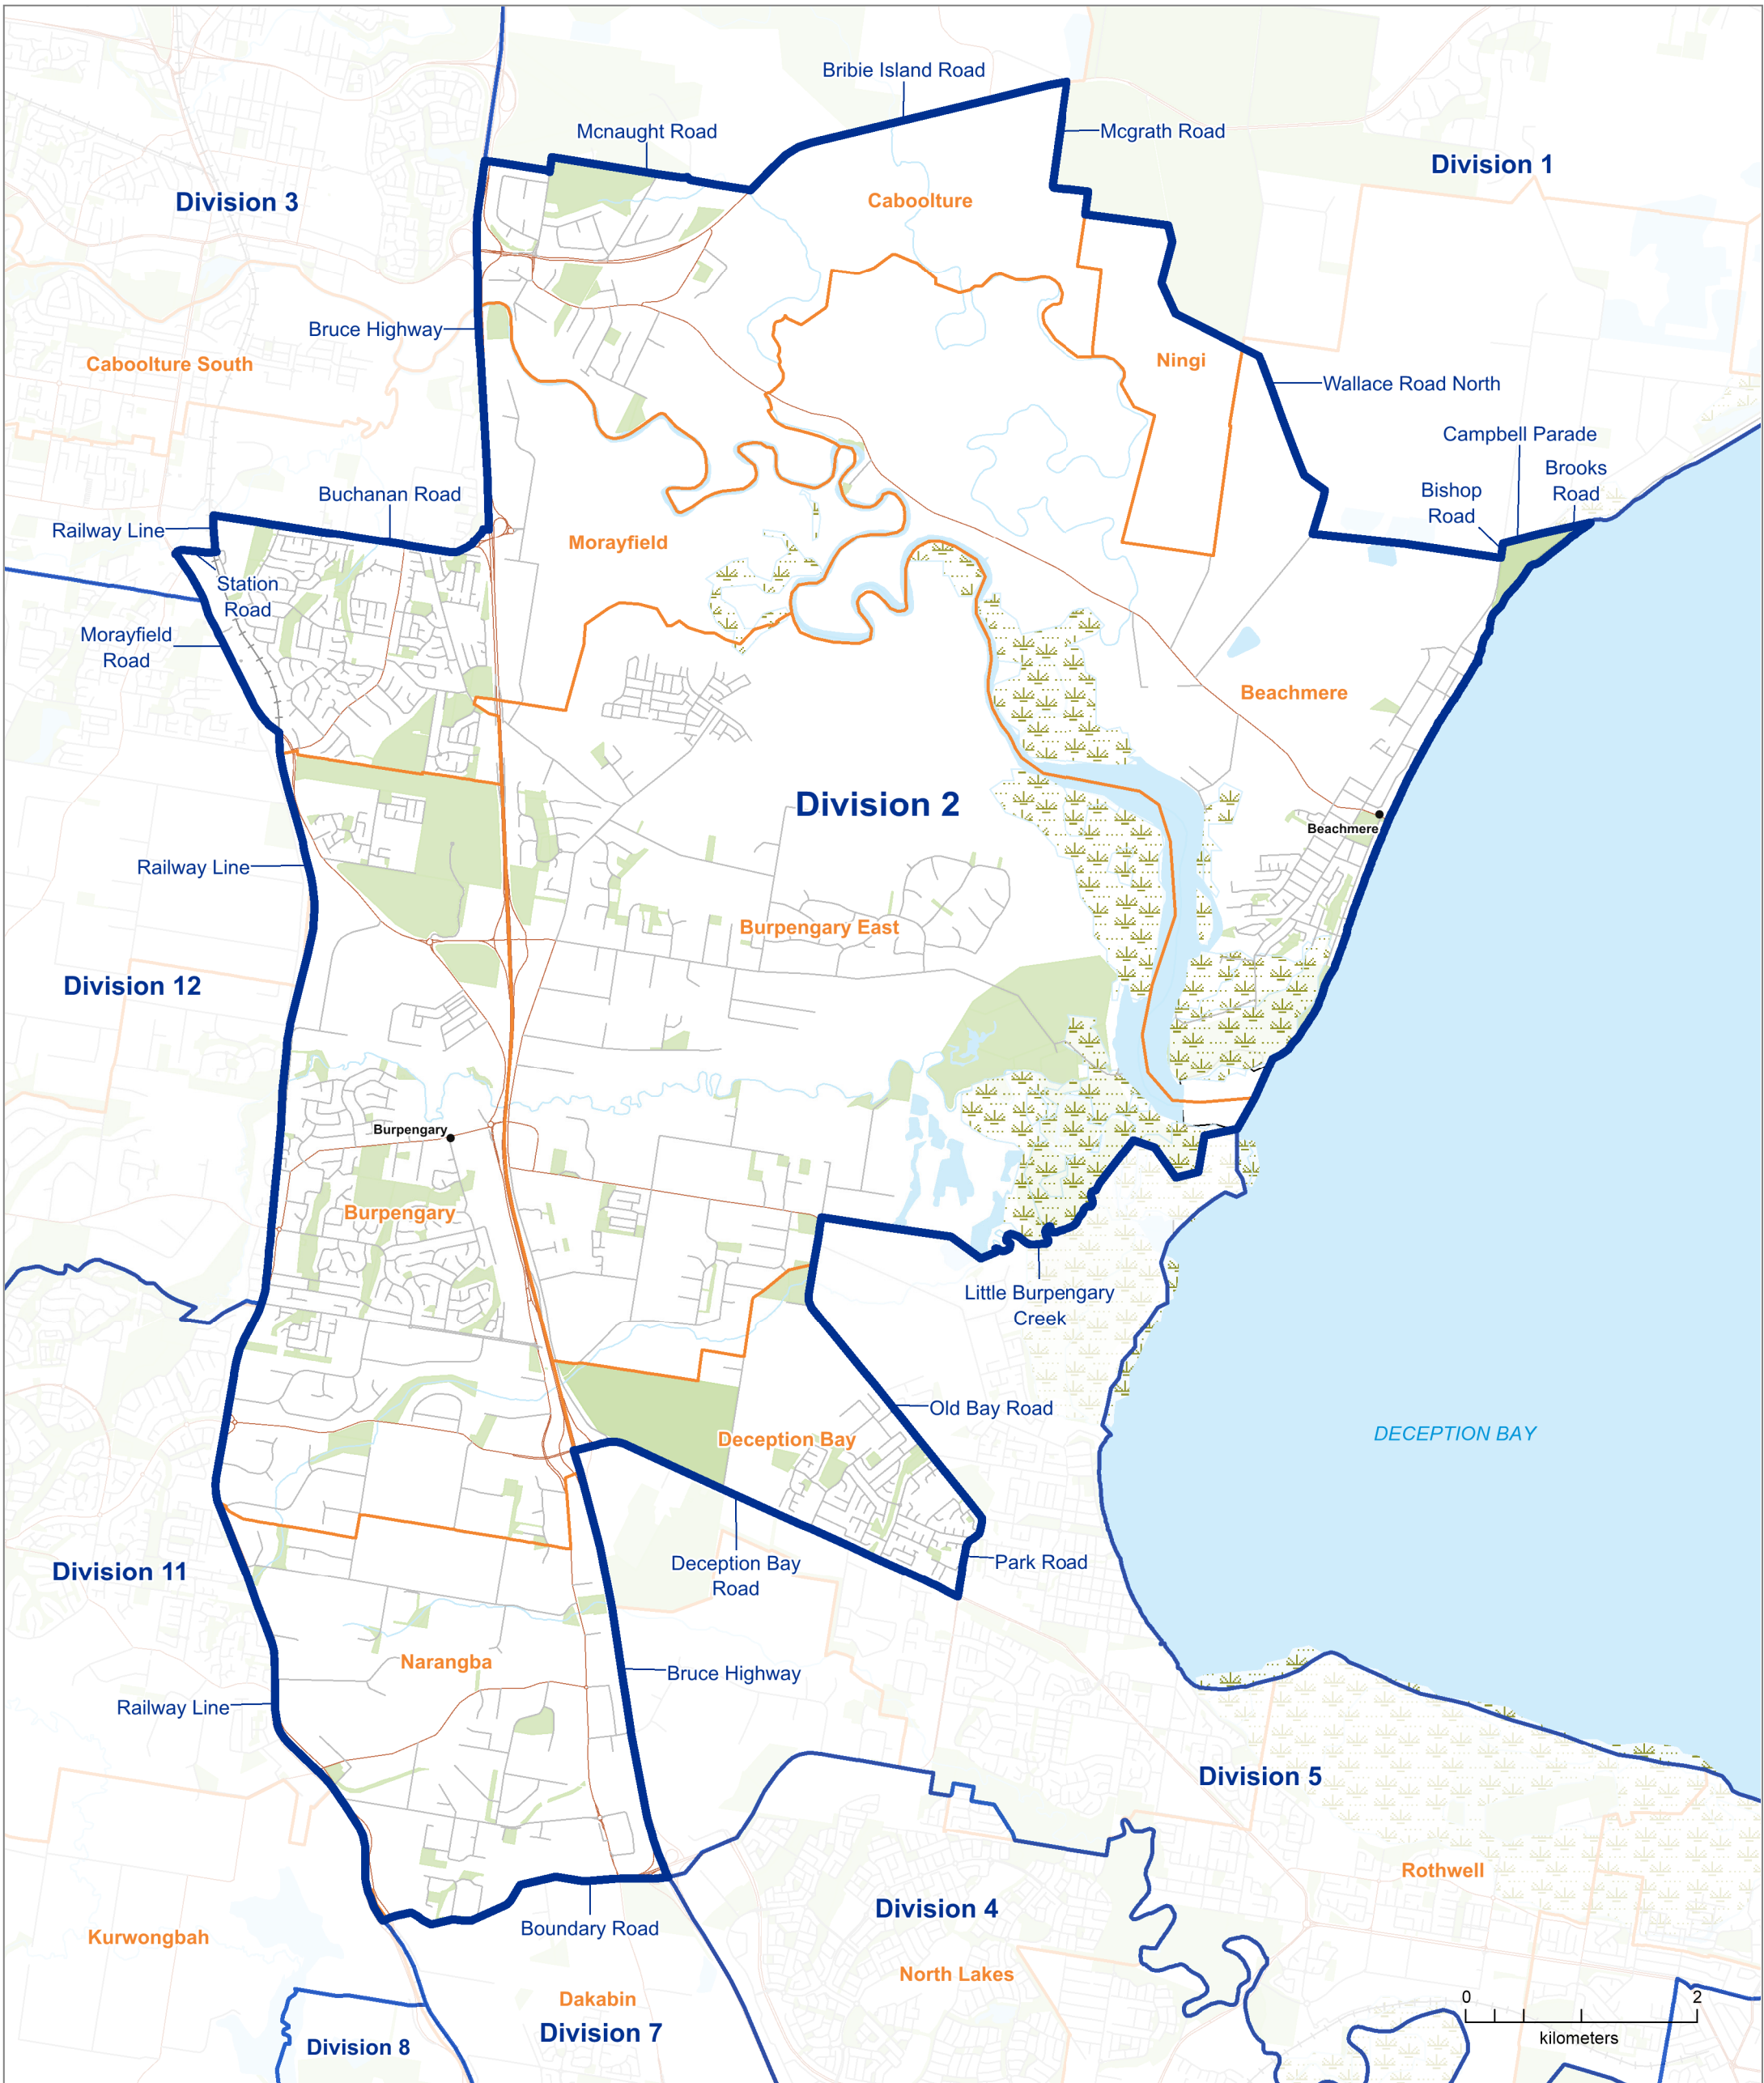 Bribie Island Road
Mcnaught Road
Mcgrath Road
Division 1
Division 3
Caboolture
Bruce Highway
Caboolture South
Ningi
Wallace Road North
Campbell Parade
Brooks
Road
Bishop
Road
Buchanan Road
Railway Line
Morayfield
Station
Road
Morayfield
Road
Beachmere
Division 2
Beachmere
Railway Line
Burpengary East
Division 12
Burpengary
Burpengary
Little Burpengary
Creek
Old Bay Road
DECEPTION BAY
Deception Bay
Division 11
Deception Bay
Road
Park Road
Narangba
Bruce Highway
Railway Line
Division 5
Rothwell
Division 4
Boundary Road
Kurwongbah
North Lakes
Dakabin
Division 7
Division 8
0 2
kilometers